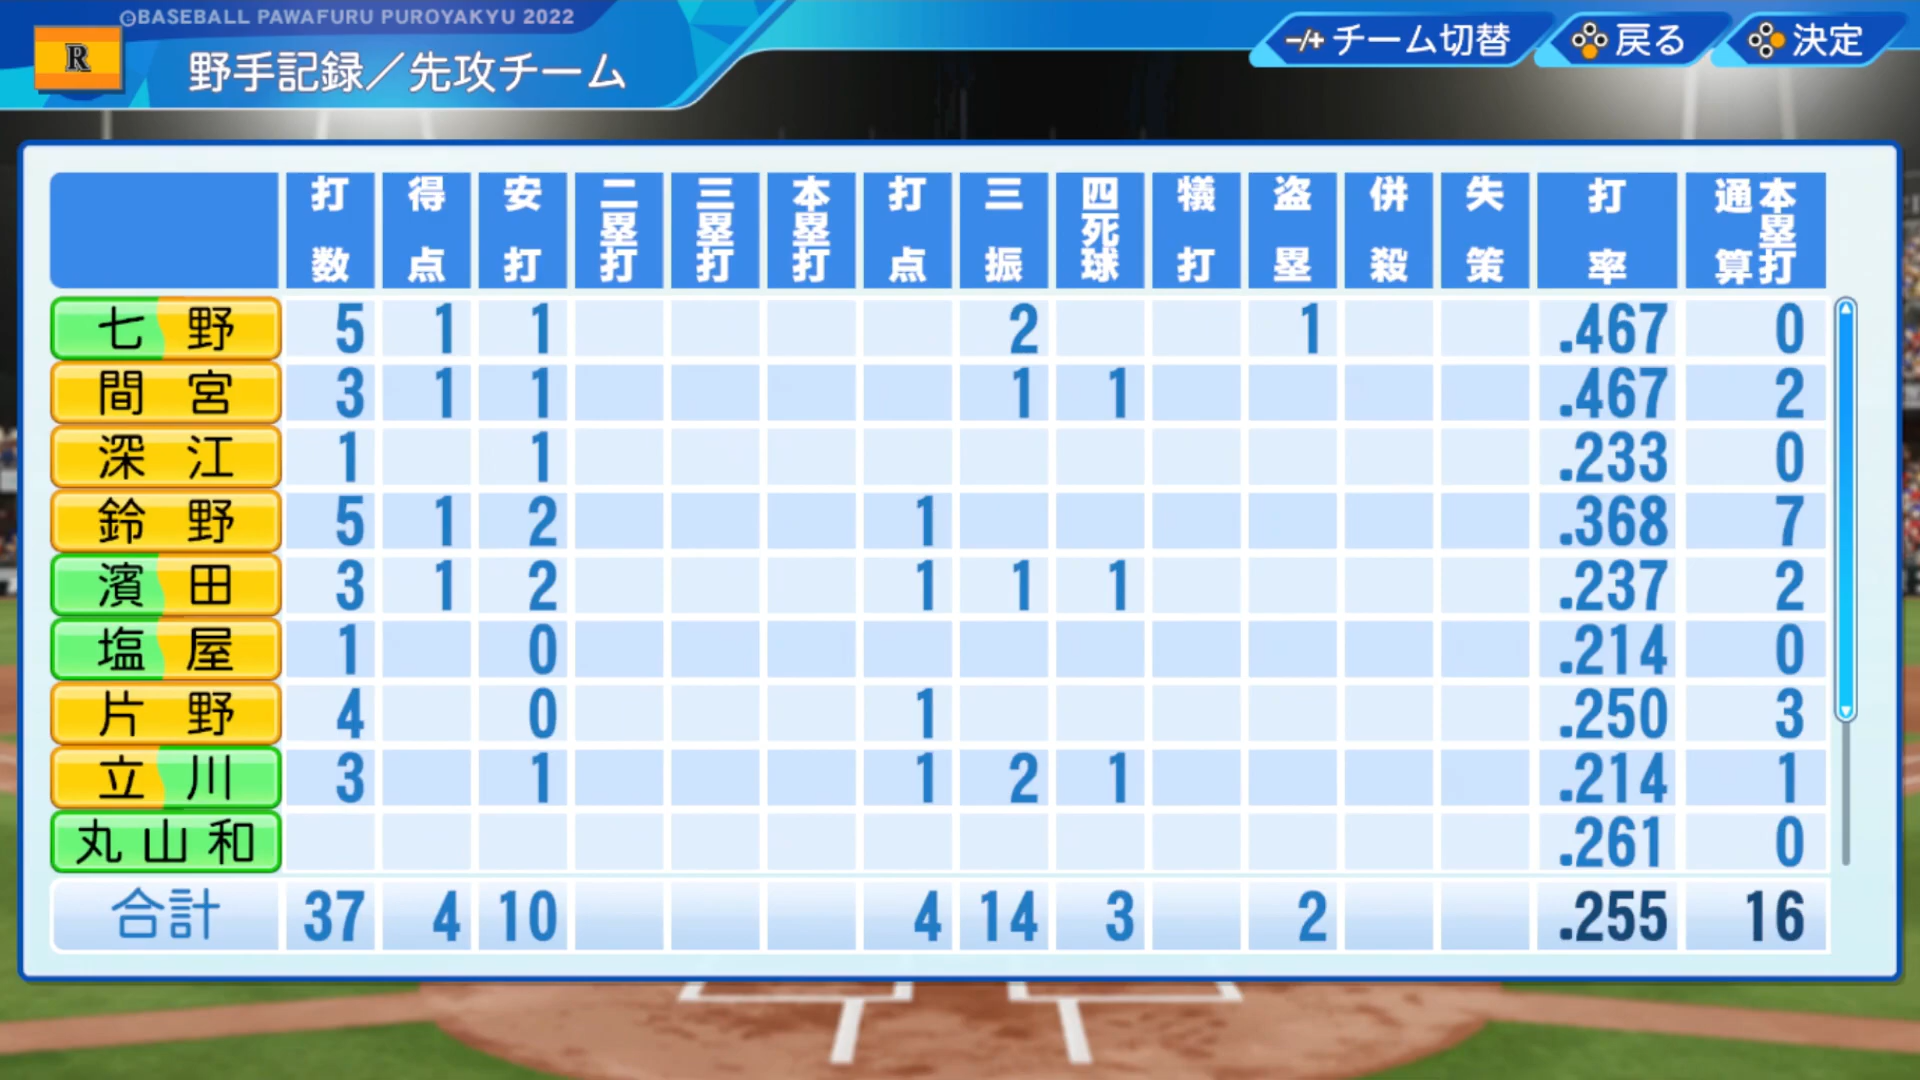 ©BASEBALL PAWAFURU PUROYAKYU 2022
R
野手記録／先攻チーム
-/+ チーム切替 戻る 決定
打数 得点 安打 二塁打 三塁打 本塁打 打点 三振 四死球 犠打 盗塁 併殺 失策 打率 通算本塁打
七野 5 1 1 2 1 .467 0
間宮 3 1 1 1 1 .467 2
深江 1 1 .233 0
鈴野 5 1 2 1 .368 7
濱田 3 1 2 1 1 1 .237 2
塩屋 1 0 .214 0
片野 4 0 1 .250 3
立川 3 1 1 2 1 .214 1
丸山和 .261 0
合計 37 4 10 4 14 3 2 .255 16